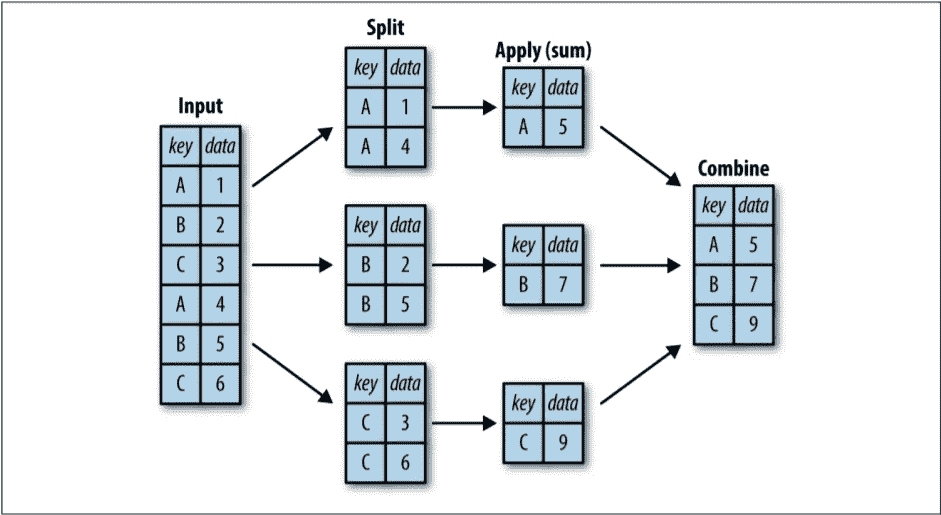 Input
key data
A 1
B 2
C 3
A 4
B 5
C 6
Split
key data
A 1
A 4
key data
B 2
B 5
key data
C 3
C 6
Apply (sum)
key data
A 5
key data
B 7
key data
C 9
Combine
key data
A 5
B 7
C 9